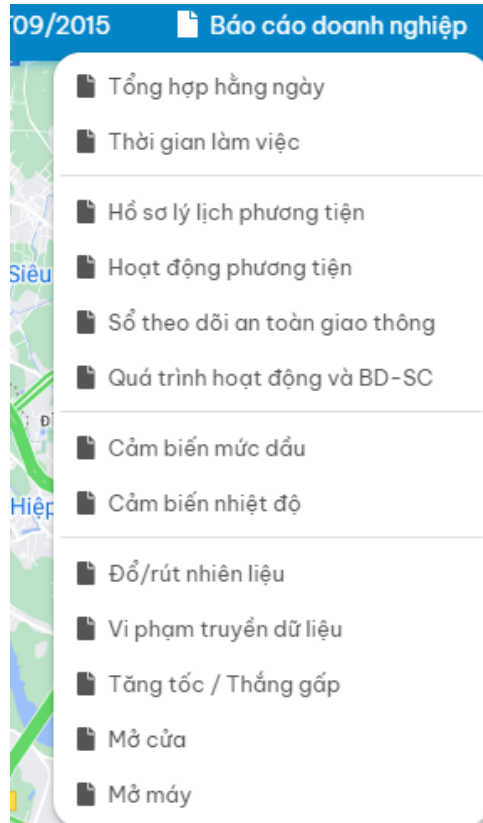 T09/2015
Báo cáo doanh nghiệp
Tổng hợp hằng ngày
Thời gian làm việc
Hồ sơ lý lịch phương tiện
Siêu
Hoạt động phương tiện
Sổ theo dõi an toàn giao thông
Quá trình hoạt động và BD-SC
Cảm biến mức dầu
Hiệp
Cảm biến nhiệt độ
Đổ/rút nhiên liệu
Vi phạm truyền dữ liệu
Tăng tốc / Thắng gấp
Mở cửa
Mở máy